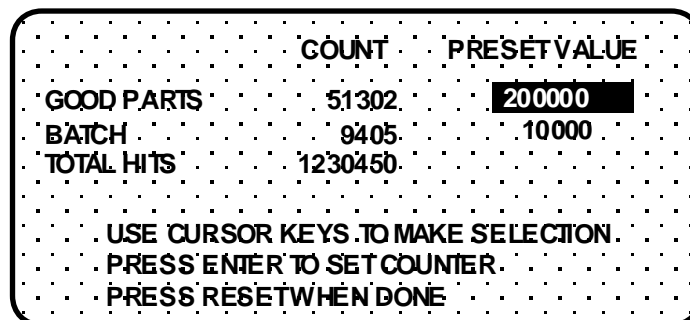 COUNT PRESET VALUE
GOOD PARTS 51302 200000
BATCH 9405 10000
TOTAL HITS 1230450
USE CURSOR KEYS TO MAKE SELECTION
PRESS ENTER TO SET COUNTER
PRESS RESET WHEN DONE